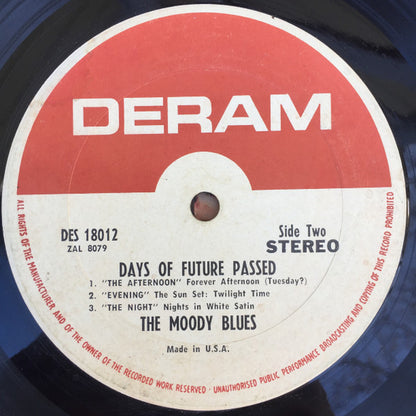 DERAM
DES 18012
ZAL 8079
Side Two
STEREO
DAYS OF FUTURE PASSED
1. "THE AFTERNOON" Forever Afternoon (Tuesday?)
2. "EVENING" The Sun Set: Twilight Time
3. "THE NIGHT" Nights in White Satin
THE MOODY BLUES
Made in U.S.A.
ALL RIGHTS OF THE MANUFACTURER AND OF THE OWNER OF THE RECORDED WORK RESERVED · UNAUTHORISED PUBLIC PERFORMANCE BROADCASTING AND COPYING OF THIS RECORD PROHIBITED